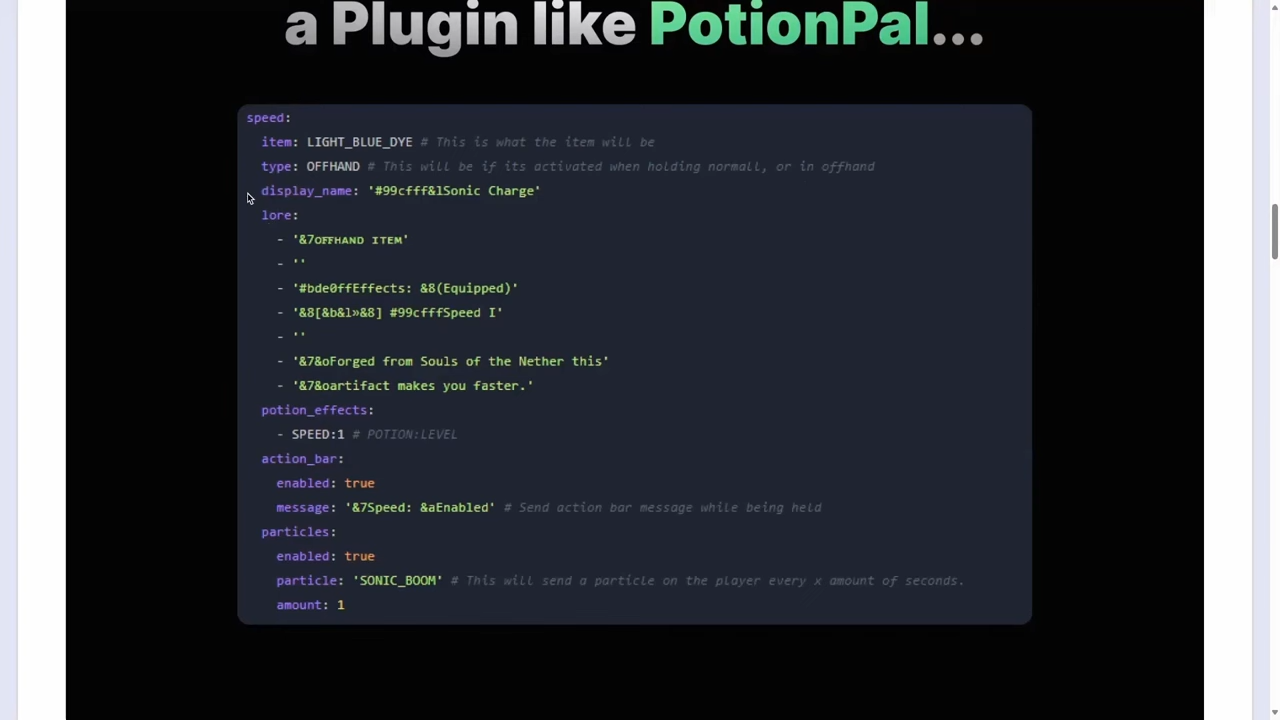 a Plugin like PotionPal...
speed:
item: LIGHT_BLUE_DYE # This is what the item will be
type: OFFHAND # This will be if its activated when holding normall, or in offhand
display_name: '#99cfff&lSonic Charge'
lore:
- '&7ᴏꜰꜰʜᴀɴᴅ ɪᴛᴇᴍ'
- ''
- '#bde0ffEffects: &8(Equipped)'
- '&8[&b&l»&8] #99cfffSpeed I'
- ''
- '&7&oForged from Souls of the Nether this'
- '&7&oartifact makes you faster.'
potion_effects:
- SPEED:1 # POTION:LEVEL
action_bar:
enabled: true
message: '&7Speed: &aEnabled' # Send action bar message while being held
particles:
enabled: true
particle: 'SONIC_BOOM' # This will send a particle on the player every x amount of seconds.
amount: 1